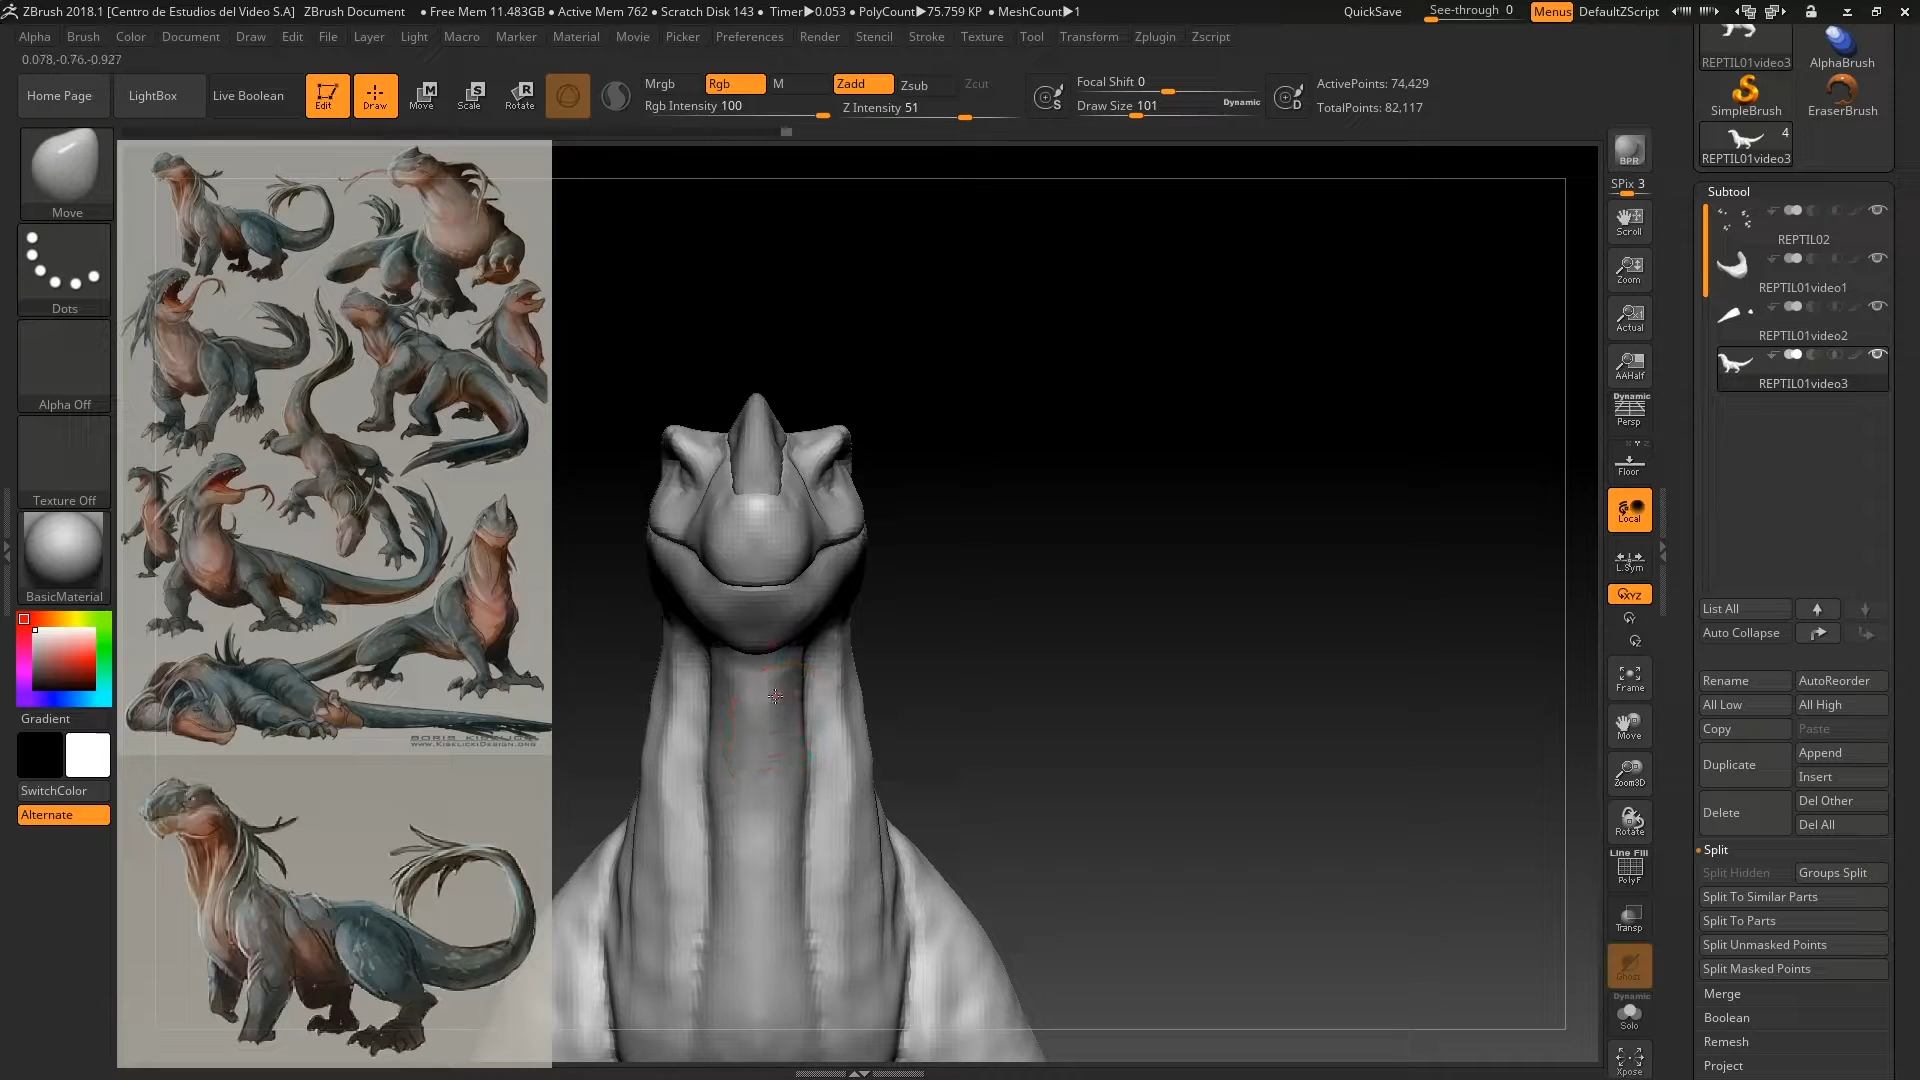 ZBrush 2018.1 [Centro de Estudios del Video S.A] ZBrush Document • Free Mem 11.483GB • Active Mem 762 • Scratch Disk 143 • Timer▶0.053 • PolyCount▶75.759 KP • MeshCount▶1 QuickSave See-through 0 Menus DefaultZScript
Alpha Brush Color Document Draw Edit File Layer Light Macro Marker Material Movie Picker Preferences Render Stencil Stroke Texture Tool Transform Zplugin Zscript
0.078,-0.76,-0.927
Home Page LightBox Live Boolean Edit Draw Move Scale Rotate
Mrgb Rgb M Zadd Zsub Zcut
Rgb Intensity 100 Z Intensity 51
Focal Shift 0
Draw Size 101 Dynamic
ActivePoints: 74,429
TotalPoints: 82,117
Move
Dots
Alpha Off
Texture Off
BasicMaterial
Gradient
SwitchColor
Alternate
BORIS KISELICKI
WWW.KISELICKIDESIGN.ORG
BPR
SPix 3
Scroll
Zoom
Actual
AAHalf
Dynamic
Persp
Floor
Local
L.Sym
XYZ
Y
Z
Frame
Move
Zoom3D
Rotate
Line Fill
PolyF
Transp
Ghost
Dynamic
Solo
Xpose
REPTIL01video3 AlphaBrush
SimpleBrush EraserBrush
4
REPTIL01video3
Subtool
REPTIL02
REPTIL01video1
REPTIL01video2
REPTIL01video3
List All
Auto Collapse
Rename AutoReorder
All Low All High
Copy Paste
Duplicate Append
Insert
Delete Del Other
Del All
Split
Split Hidden Groups Split
Split To Similar Parts
Split To Parts
Split Unmasked Points
Split Masked Points
Merge
Boolean
Remesh
Project